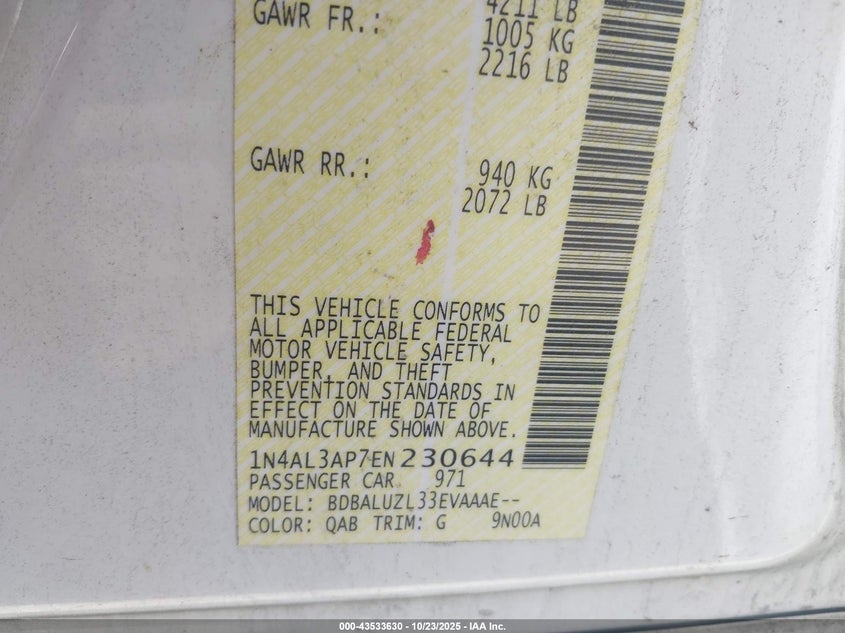 4211 LB
GAWR FR.: 1005 KG
2216 LB
GAWR RR.: 940 KG
2072 LB
THIS VEHICLE CONFORMS TO
ALL APPLICABLE FEDERAL
MOTOR VEHICLE SAFETY,
BUMPER, AND THEFT
PREVENTION STANDARDS IN
EFFECT ON THE DATE OF
MANUFACTURE SHOWN ABOVE.
1N4AL3AP7EN230644
PASSENGER CAR 971
MODEL: BDBALUZL33EVAAAE--
COLOR: QAB TRIM: G 9N00A
000-43533630 - 10/23/2025 - IAA Inc.